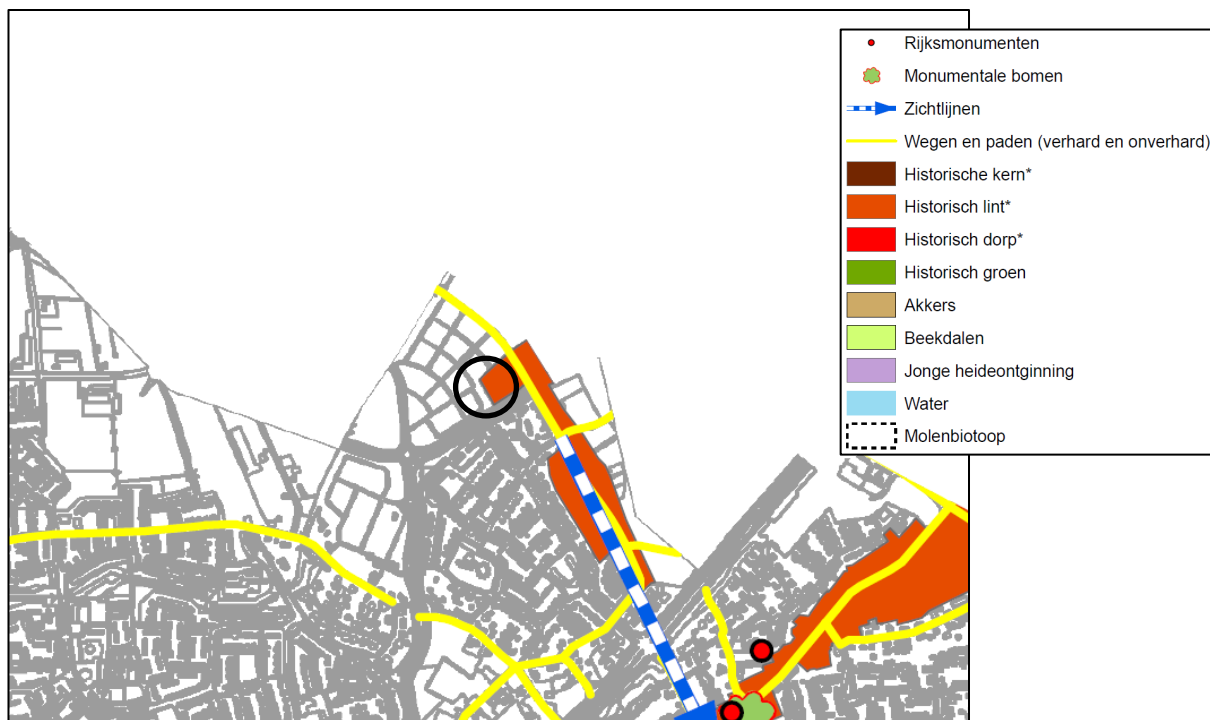 Rijksmonumenten
Monumentale bomen
Zichtlijnen
Wegen en paden (verhard en onverhard)
Historische kern*
Historisch lint*
Historisch dorp*
Historisch groen
Akkers
Beekdalen
Jonge heideontginning
Water
Molenbiotoop